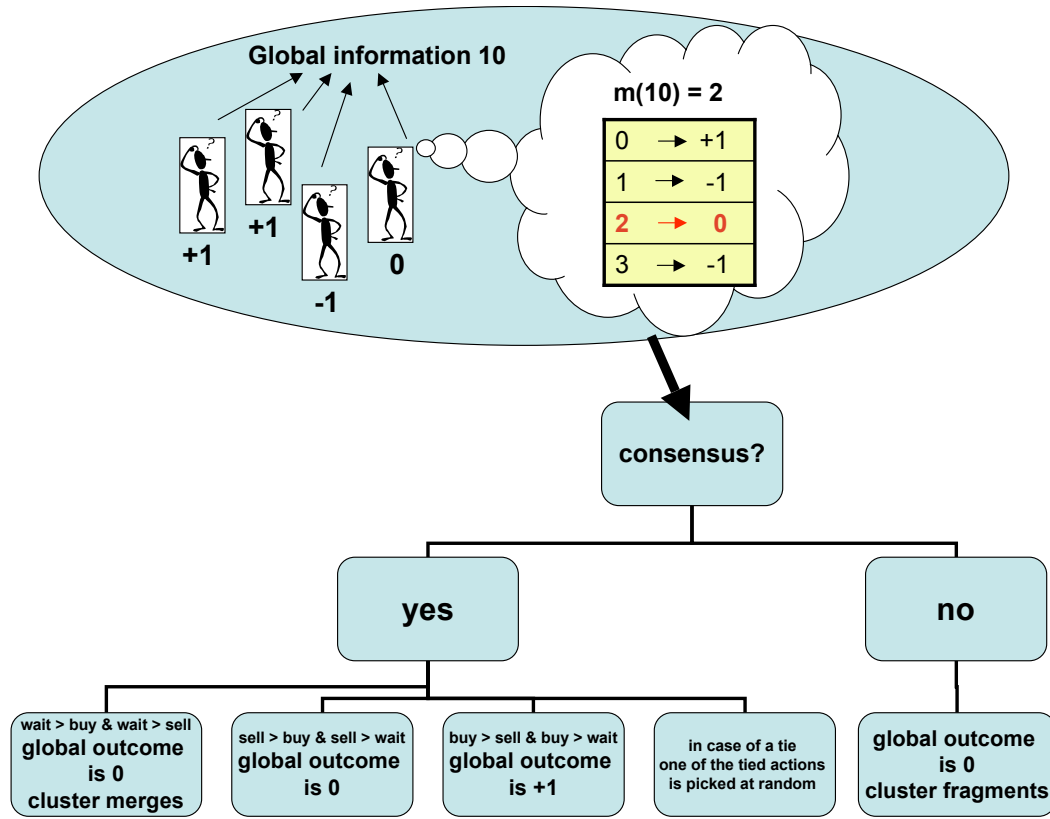 Global information 10
m(10) = 2
0 → +1
1 → -1
2 → 0
3 → -1
?
?
?
?
+1
+1
-1
0
consensus?
yes
no
wait > buy & wait > sell
global outcome
is 0
cluster merges
sell > buy & sell > wait
global outcome
is 0
buy > sell & buy > wait
global outcome
is +1
in case of a tie
one of the tied actions
is picked at random
global outcome
is 0
cluster fragments